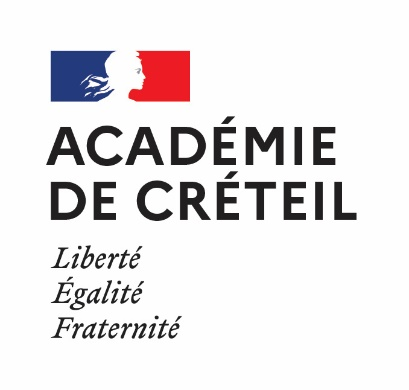 ACADÉMIE
DE CRÉTEIL
Liberté
Égalité
Fraternité